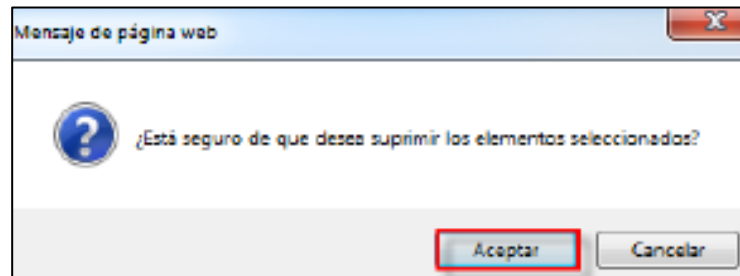 Mensaje de página web
¿Está seguro de que desea suprimir los elementos seleccionados?
Aceptar
Cancelar